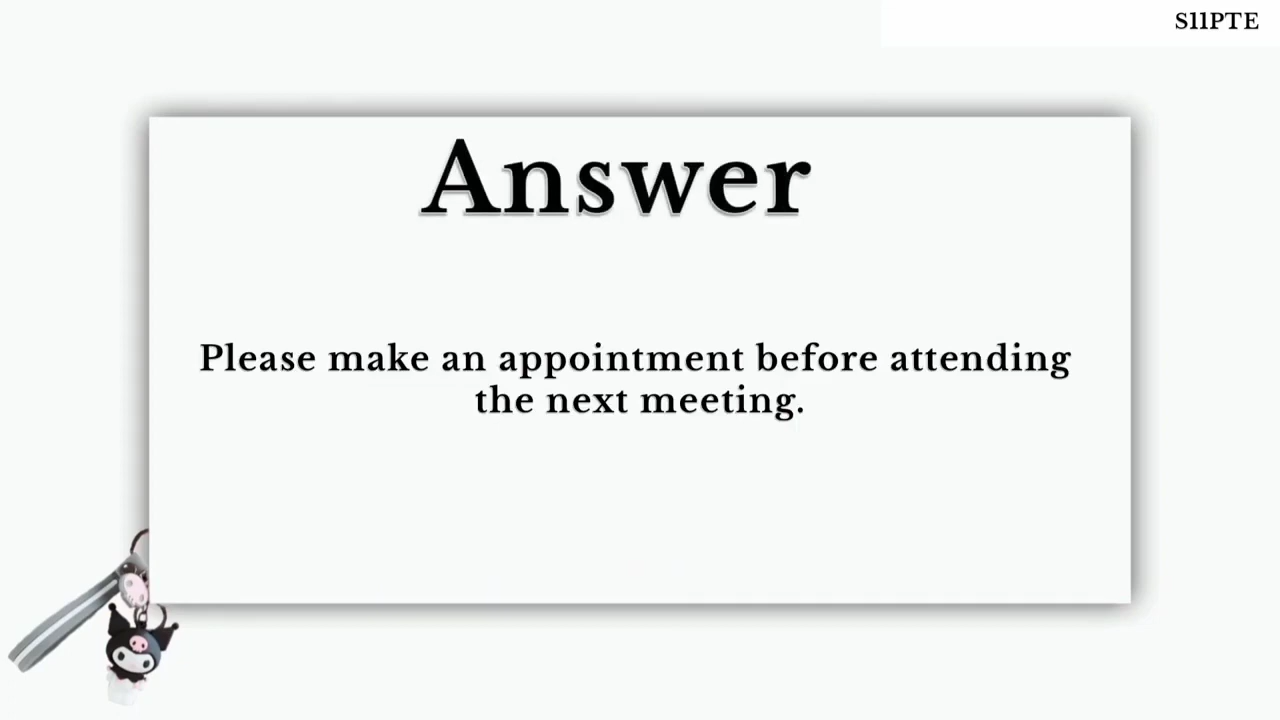 S11PTE
Answer
Please make an appointment before attending
the next meeting.